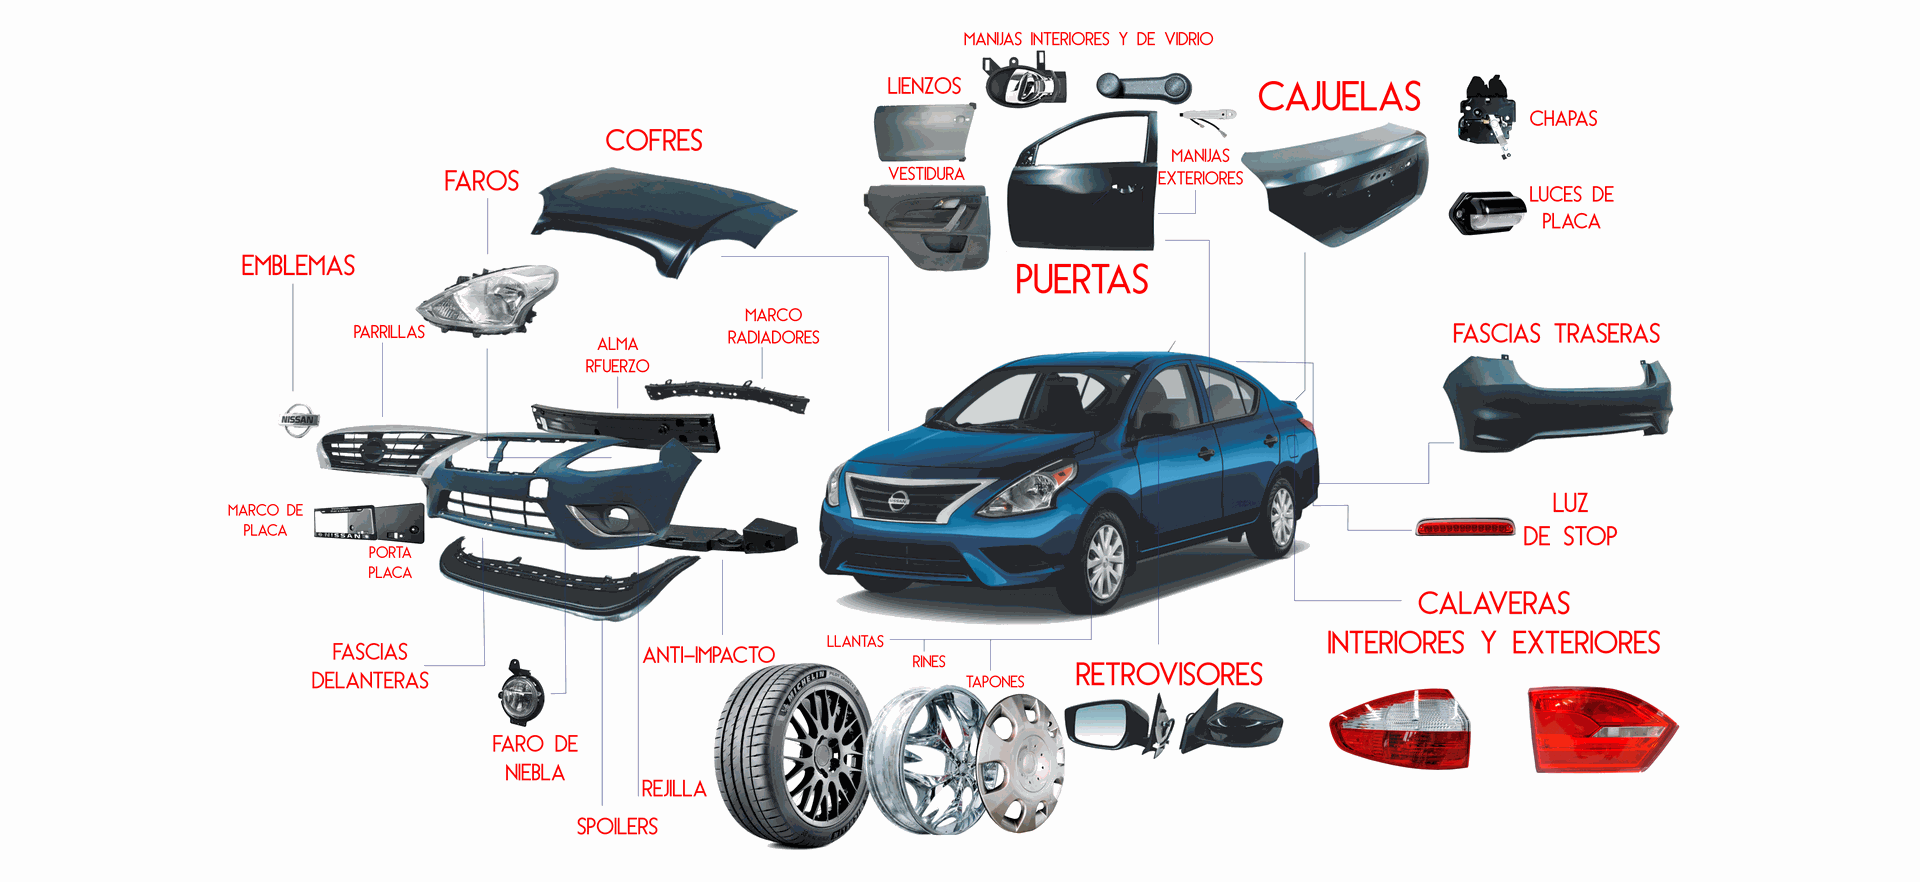 MANIJAS INTERIORES Y DE VIDRIO
LIENZOS
CAJUELAS
CHAPAS
COFRES
MANIJAS
EXTERIORES
VESTIDURA
FAROS
LUCES DE
PLACA
EMBLEMAS
PUERTAS
PARRILLAS
MARCO
RADIADORES
ALMA
RFUERZO
FASCIAS TRASERAS
NISSAN
MARCO DE
PLACA
NISSAN
PORTA
PLACA
LUZ
DE STOP
CALAVERAS
INTERIORES Y EXTERIORES
FASCIAS
DELANTERAS
ANTI-IMPACTO
LLANTAS
RINES
TAPONES
RETROVISORES
MICHELIN
FARO DE
NIEBLA
REJILLA
SPOILERS